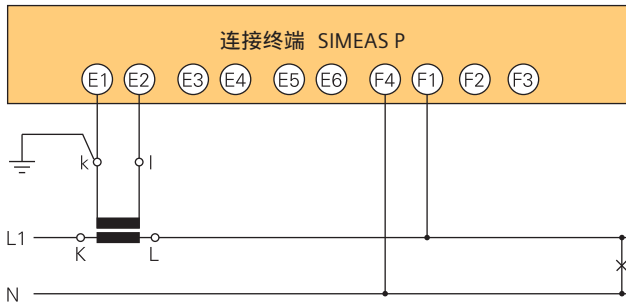 连接终端 SIMEAS P
E1 E2 E3 E4 E5 E6 F4 F1 F2 F3
k l
L1
K L
N